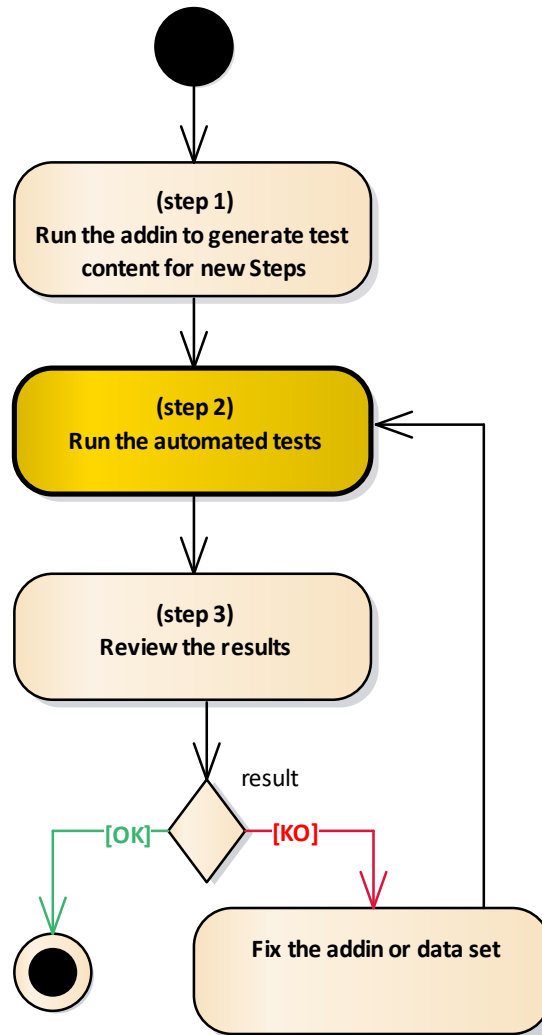 (step 1)
Run the addin to generate test
content for new Steps
(step 2)
Run the automated tests
(step 3)
Review the results
result
[OK]
[KO]
Fix the addin or data set